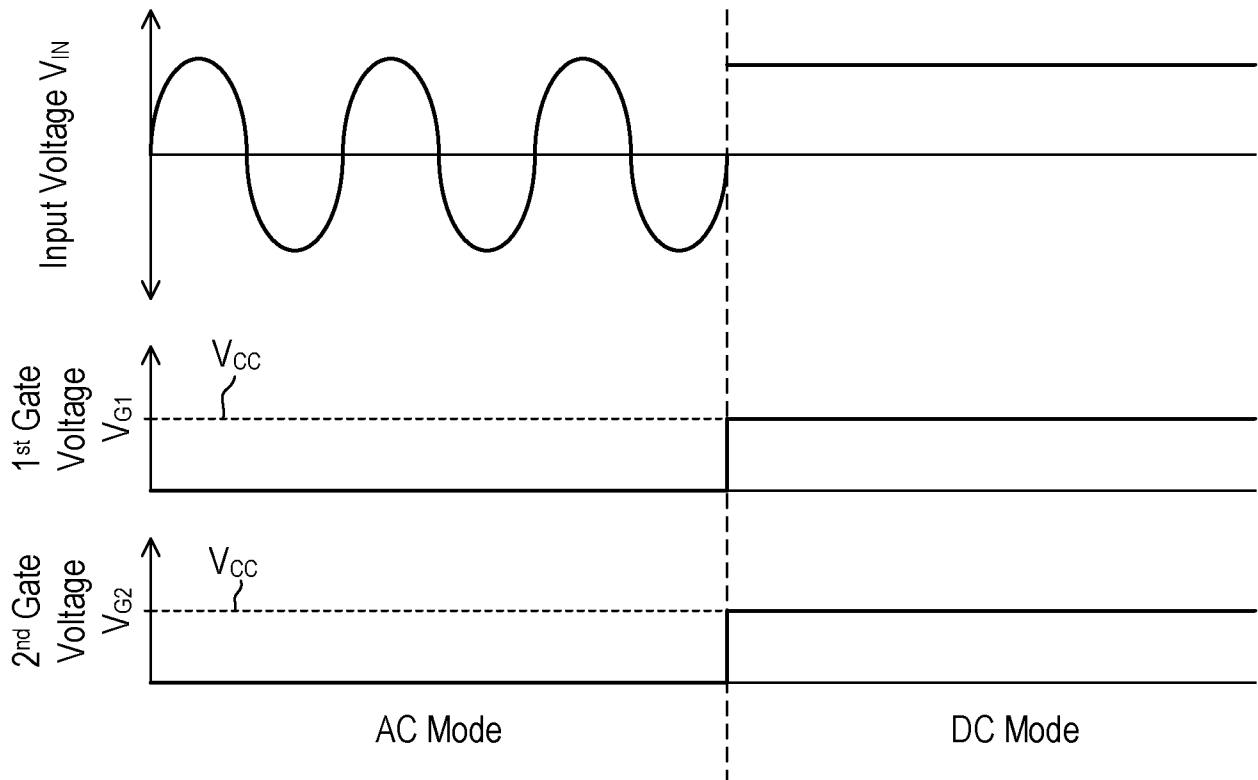 Input Voltage VIN
1st Gate
Voltage
VG1
VCC
2nd Gate
Voltage
VG2
VCC
AC Mode
DC Mode